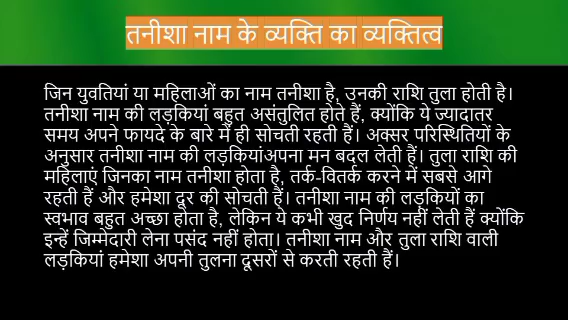 तनीशा नाम के व्यक्ति का व्यक्तित्व
जिन युवतियां या महिलाओं का नाम तनीशा है, उनकी राशि तुला होती है।
तनीशा नाम की लड़कियां बहुत असंतुलित होते हैं, क्योंकि ये ज्यादातर
समय अपने फायदे के बारे में ही सोचती रहती हैं। अक्सर परिस्थितियों के
अनुसार तनीशा नाम की लड़कियांअपना मन बदल लेती हैं। तुला राशि की
महिलाएं जिनका नाम तनीशा होता है, तर्क-वितर्क करने में सबसे आगे
रहती हैं और हमेशा दूर की सोचती हैं। तनीशा नाम की लड़कियों का
स्वभाव बहुत अच्छा होता है, लेकिन ये कभी खुद निर्णय नहीं लेती हैं क्योंकि
इन्हें जिम्मेदारी लेना पसंद नहीं होता। तनीशा नाम और तुला राशि वाली
लड़कियां हमेशा अपनी तुलना दूसरों से करती रहती हैं।